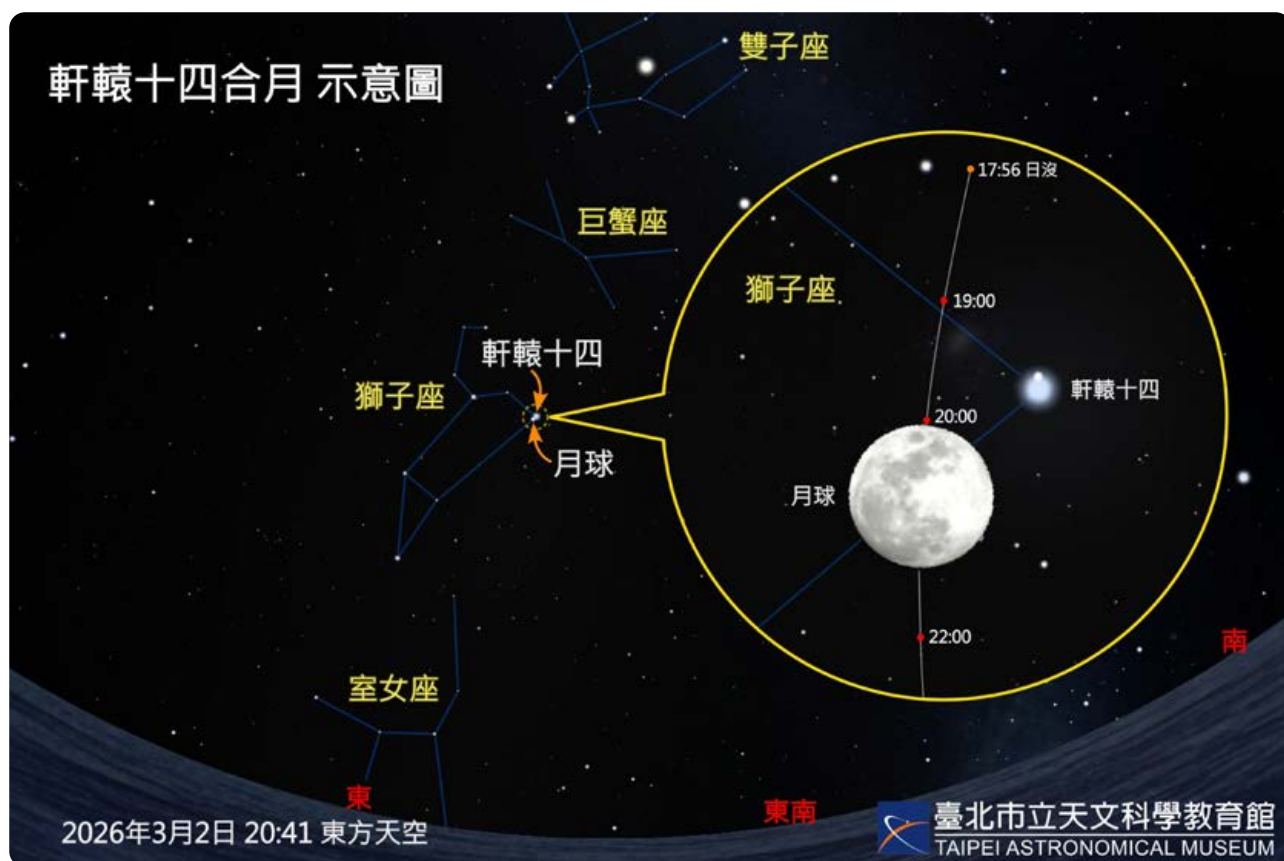 軒轅十四合月 示意圖
雙子座
17:56 日沒
巨蟹座
獅子座
19:00
軒轅十四
獅子座
軒轅十四
20:00
月球
月球
22:00
南
室女座
東
東南
2026年3月2日 20:41 東方天空
臺北市立天文科學教育館
TAIPEI ASTRONOMICAL MUSEUM